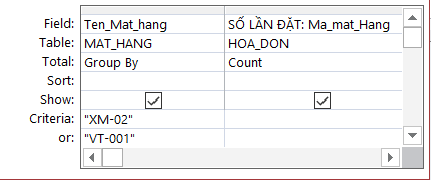 Field: Ten_Mat_hang SỐ LẦN ĐẶT: Ma_mat_Hang
Table: MAT_HANG HOA_DON
Total: Group By Count
Sort:
Show:
Criteria: "XM-02"
or: "VT-001"